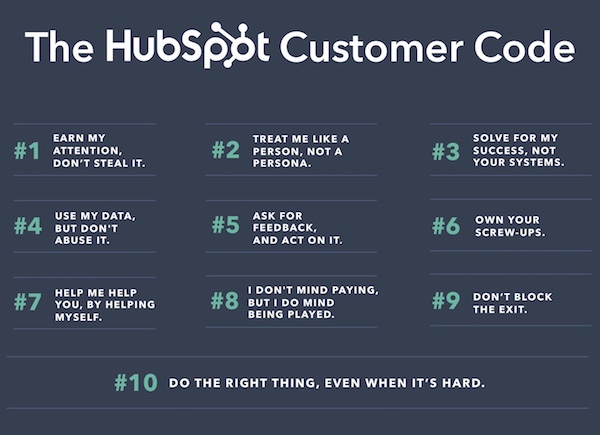 The HubSpot Customer Code
#1 EARN MY
ATTENTION,
DON'T STEAL IT.
#2 TREAT ME LIKE A
PERSON, NOT A
PERSONA.
#3 SOLVE FOR MY
SUCCESS, NOT
YOUR SYSTEMS.
#4 USE MY DATA,
BUT DON'T
ABUSE IT.
#5 ASK FOR
FEEDBACK,
AND ACT ON IT.
#6 OWN YOUR
SCREW-UPS.
#7 HELP ME HELP
YOU, BY HELPING
MYSELF.
#8 I DON'T MIND PAYING,
BUT I DO MIND
BEING PLAYED.
#9 DON'T BLOCK
THE EXIT.
#10 DO THE RIGHT THING, EVEN WHEN IT'S HARD.